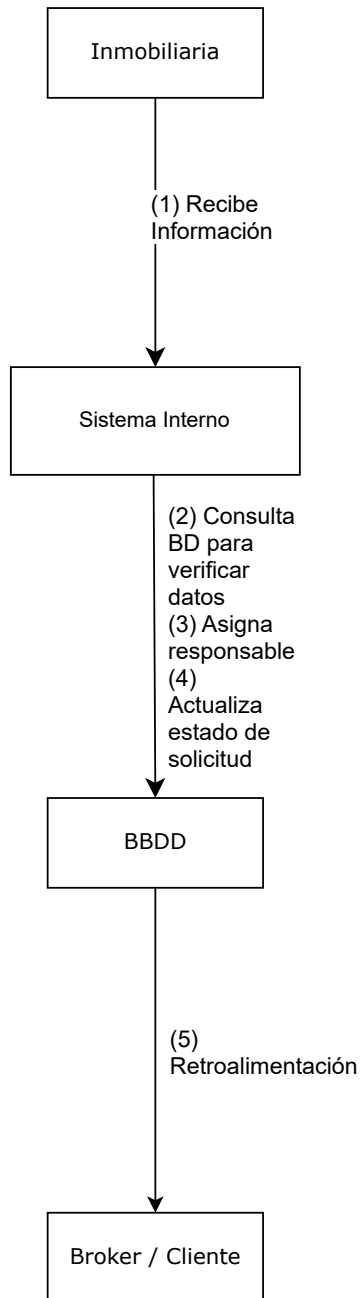 Inmobiliaria
(1) Recibe
Información
Sistema Interno
(2) Consulta
BD para
verificar
datos
(3) Asigna
responsable
(4)
Actualiza
estado de
solicitud
BBDD
(5)
Retroalimentación
Broker / Cliente